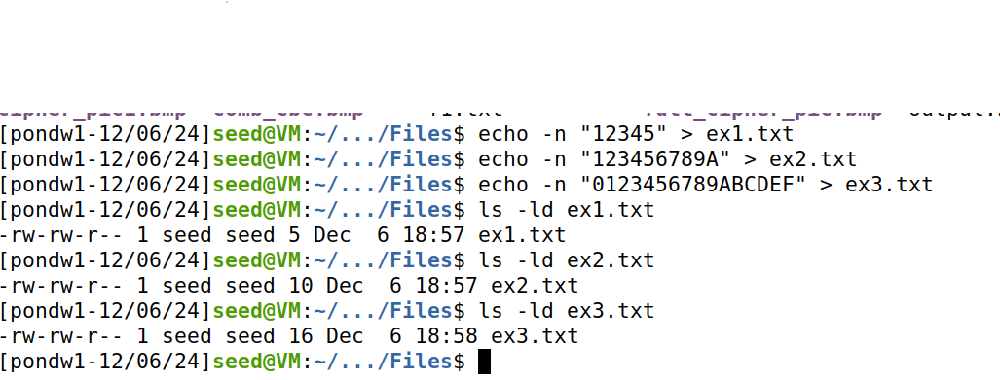 [pondw1-12/06/24]seed@VM:~/.../Files$ echo -n "12345" > ex1.txt
[pondw1-12/06/24]seed@VM:~/.../Files$ echo -n "123456789A" > ex2.txt
[pondw1-12/06/24]seed@VM:~/.../Files$ echo -n "0123456789ABCDEF" > ex3.txt
[pondw1-12/06/24]seed@VM:~/.../Files$ ls -ld ex1.txt
-rw-rw-r-- 1 seed seed 5 Dec  6 18:57 ex1.txt
[pondw1-12/06/24]seed@VM:~/.../Files$ ls -ld ex2.txt
-rw-rw-r-- 1 seed seed 10 Dec  6 18:57 ex2.txt
[pondw1-12/06/24]seed@VM:~/.../Files$ ls -ld ex3.txt
-rw-rw-r-- 1 seed seed 16 Dec  6 18:58 ex3.txt
[pondw1-12/06/24]seed@VM:~/.../Files$